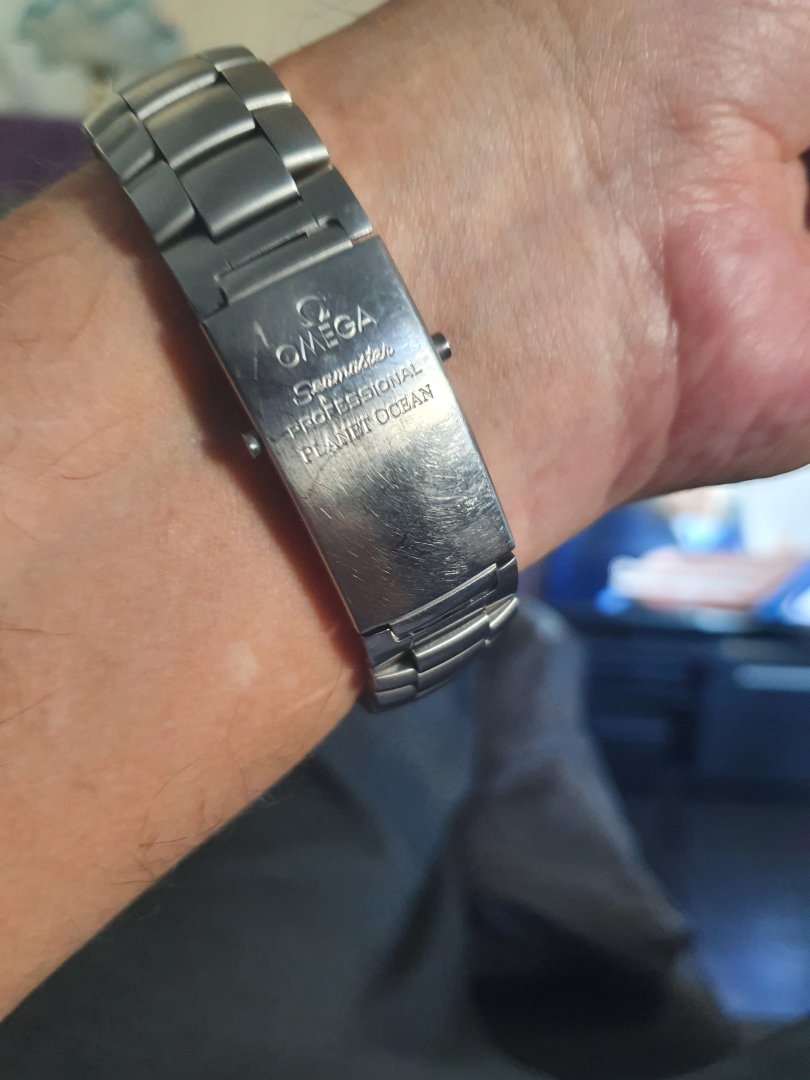 Ω
OMEGA
Seamaster
PROFESSIONAL
PLANET OCEAN